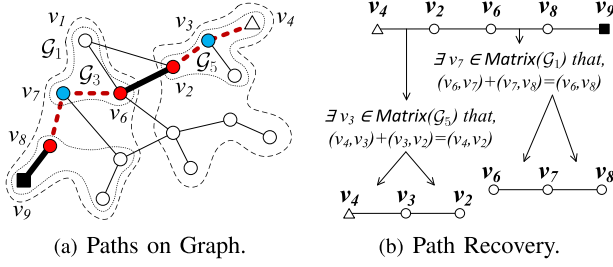 v1
v3
v4
G1
G5
G3
v2
v7
v6
v8
v9
(a) Paths on Graph.
v4 v2 v6 v8 v9
∃ v7 ∈ Matrix(G1) that,
(v6,v7)+(v7,v8)=(v6,v8)
∃ v3 ∈ Matrix(G5) that,
(v4,v3)+(v3,v2)=(v4,v2)
v6 v7 v8
v4 v3 v2
(b) Path Recovery.